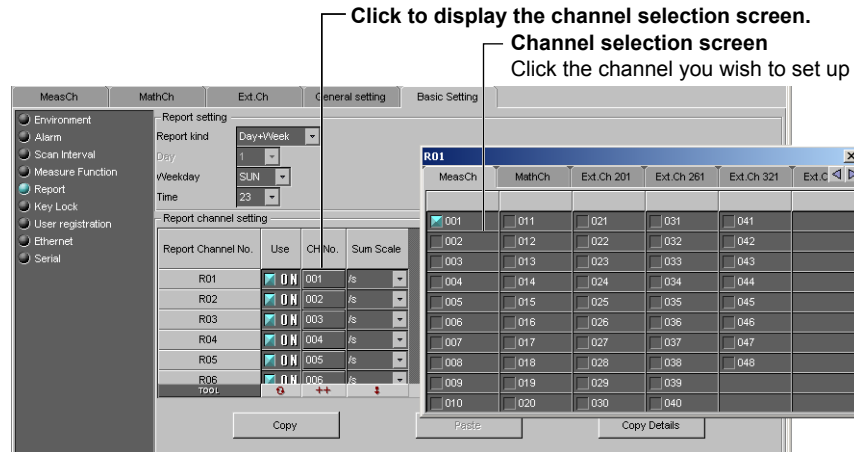 Click to display the channel selection screen.
Channel selection screen
Click the channel you wish to set up
MeasCh MathCh Ext.Ch General setting Basic Setting
Environment
Alarm
Scan Interval
Measure Function
Report
Key Lock
User registration
Ethernet
Serial
Report setting
Report kind Day+Week
Day 1
Weekday SUN
Time 23
Report channel setting
Report Channel No. Use CH No. Sum Scale
R01 ON 001 /s
R02 ON 002 /s
R03 ON 003 /s
R04 ON 004 /s
R05 ON 005 /s
R06 ON 006 /s
TOOL
Copy Paste Copy Details
R01
MeasCh MathCh Ext.Ch 201 Ext.Ch 261 Ext.Ch 321 Ext.C
001 011 021 031 041
002 012 022 032 042
003 013 023 033 043
004 014 024 034 044
005 015 025 035 045
006 016 026 036 046
007 017 027 037 047
008 018 028 038 048
009 019 029 039
010 020 030 040